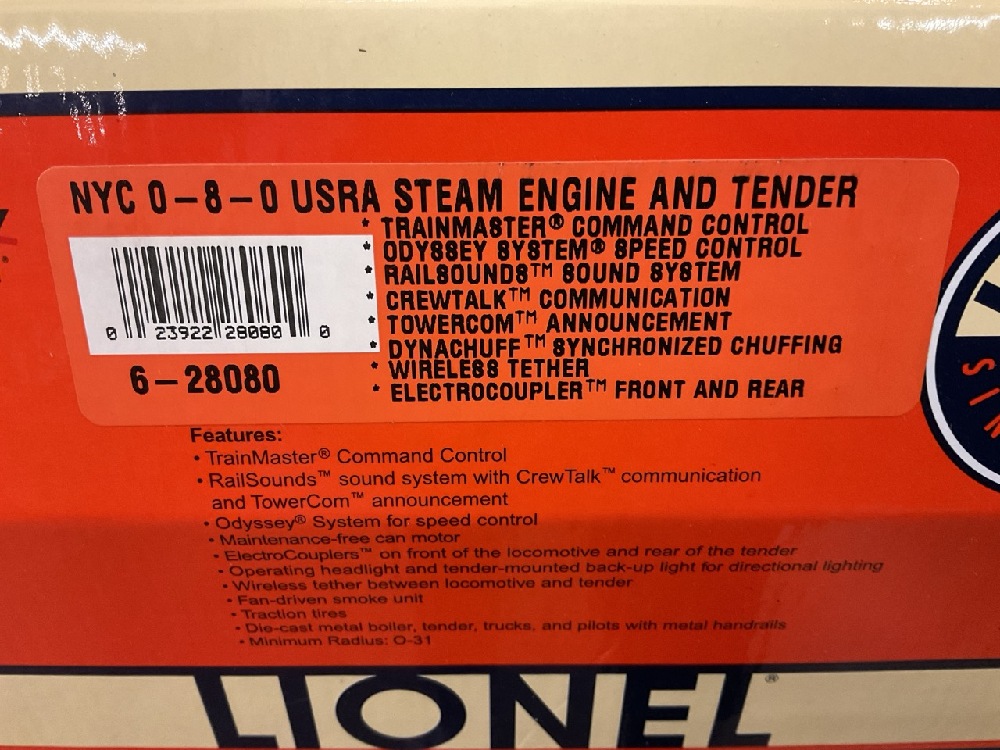 NYC 0-8-0 USRA STEAM ENGINE AND TENDER
* TRAINMASTER® COMMAND CONTROL
* ODYSSEY SYSTEM® SPEED CONTROL
* RAILSOUNDS™ SOUND SYSTEM
* CREWTALK™ COMMUNICATION
* TOWERCOM™ ANNOUNCEMENT
* DYNACHUFF™ SYNCHRONIZED CHUFFING
* WIRELESS TETHER
* ELECTROCOUPLER™ FRONT AND REAR
0 23922 28080 0
6-28080
Features:
• TrainMaster® Command Control
• RailSounds™ sound system with CrewTalk™ communication
and TowerCom™ announcement
• Odyssey® System for speed control
• Maintenance-free can motor
• ElectroCouplers™ on front of the locomotive and rear of the tender
• Operating headlight and tender-mounted back-up light for directional lighting
• Wireless tether between locomotive and tender
• Fan-driven smoke unit
• Traction tires
• Die-cast metal boiler, tender, trucks, and pilots with metal handrails
• Minimum Radius: O-31
LIONEL®